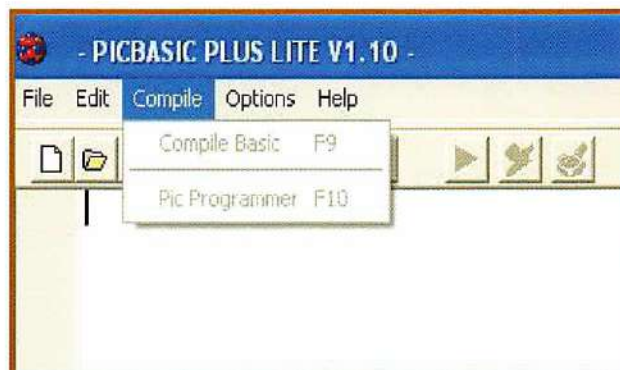 - PICBASIC PLUS LITE V1.10 -
File Edit Compile Options Help
Compile Basic F9
Pic Programmer F10